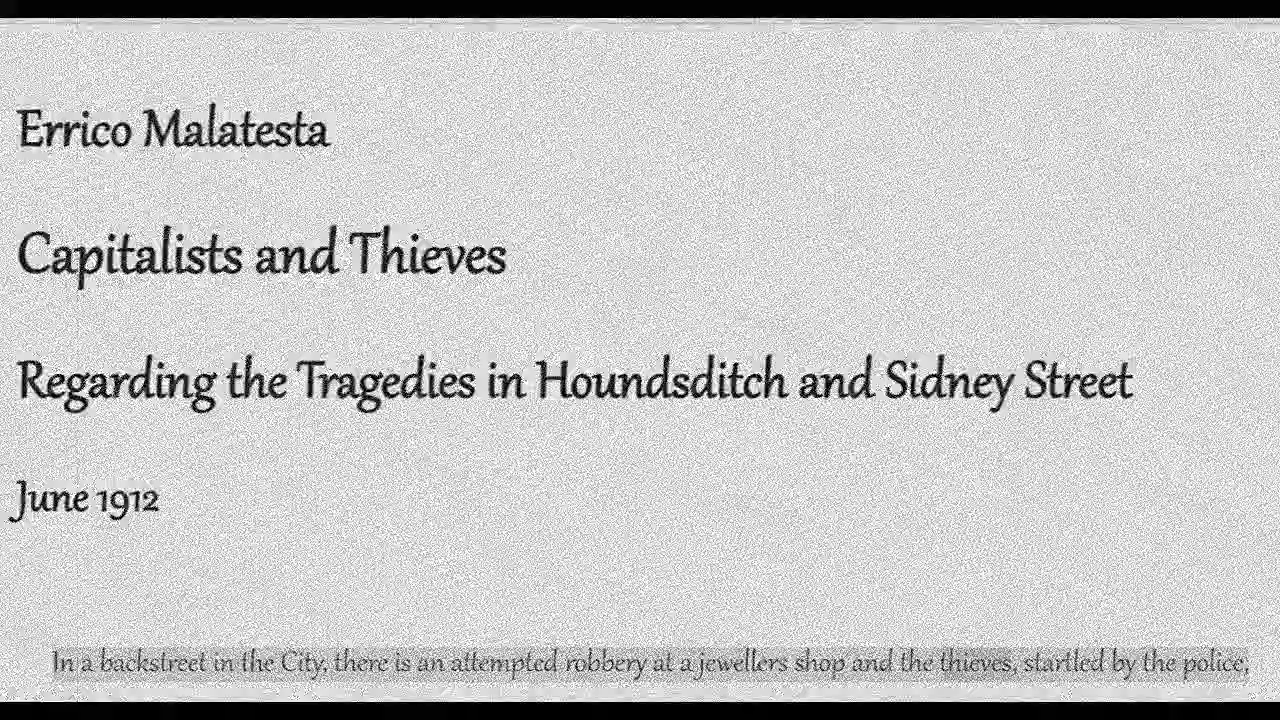 Errico Malatesta
Capitalists and Thieves
Regarding the Tragedies in Houndsditch and Sidney Street
June 1912
In a backstreet in the City, there is an attempted robbery at a jewellers shop and the thieves, startled by the police,